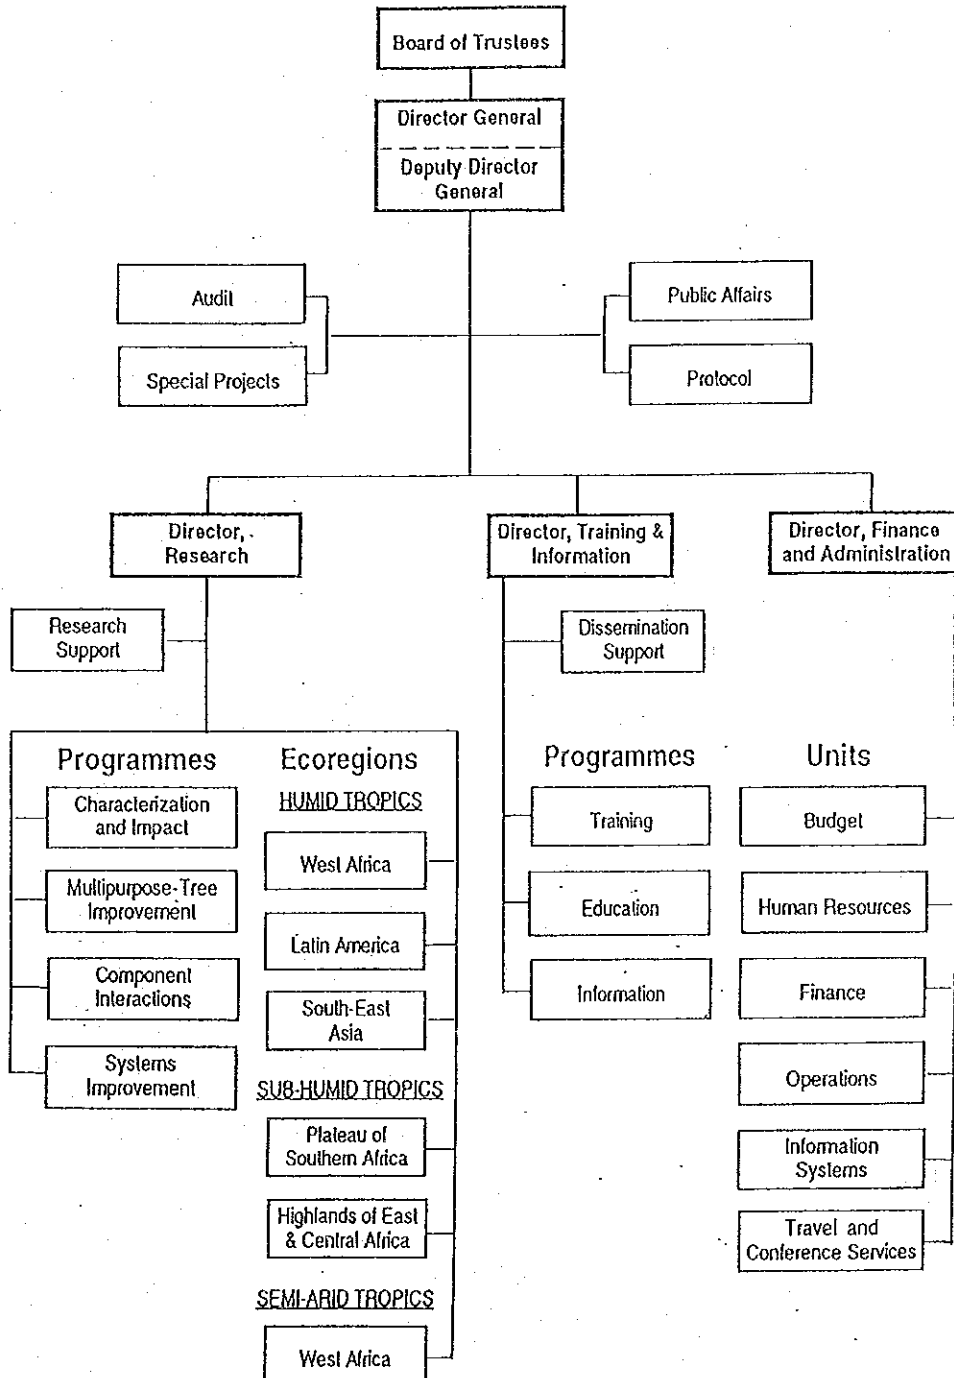 Board of Trustees
Director General
Deputy Director
General
Audit
Public Affairs
Special Projects
Protocol
Director,
Research
Director, Training &
Information
Director, Finance
and Administration
Research
Support
Dissemination
Support
Programmes
Characterization
and Impact
Multipurpose-Tree
Improvement
Component
Interactions
Systems
Improvement
Ecoregions
HUMID TROPICS
West Africa
Latin America
South-East
Asia
SUB-HUMID TROPICS
Plateau of
Southern Africa
Highlands of East
& Central Africa
SEMI-ARID TROPICS
West Africa
Programmes
Training
Education
Information
Units
Budget
Human Resources
Finance
Operations
Information
Systems
Travel and
Conference Services